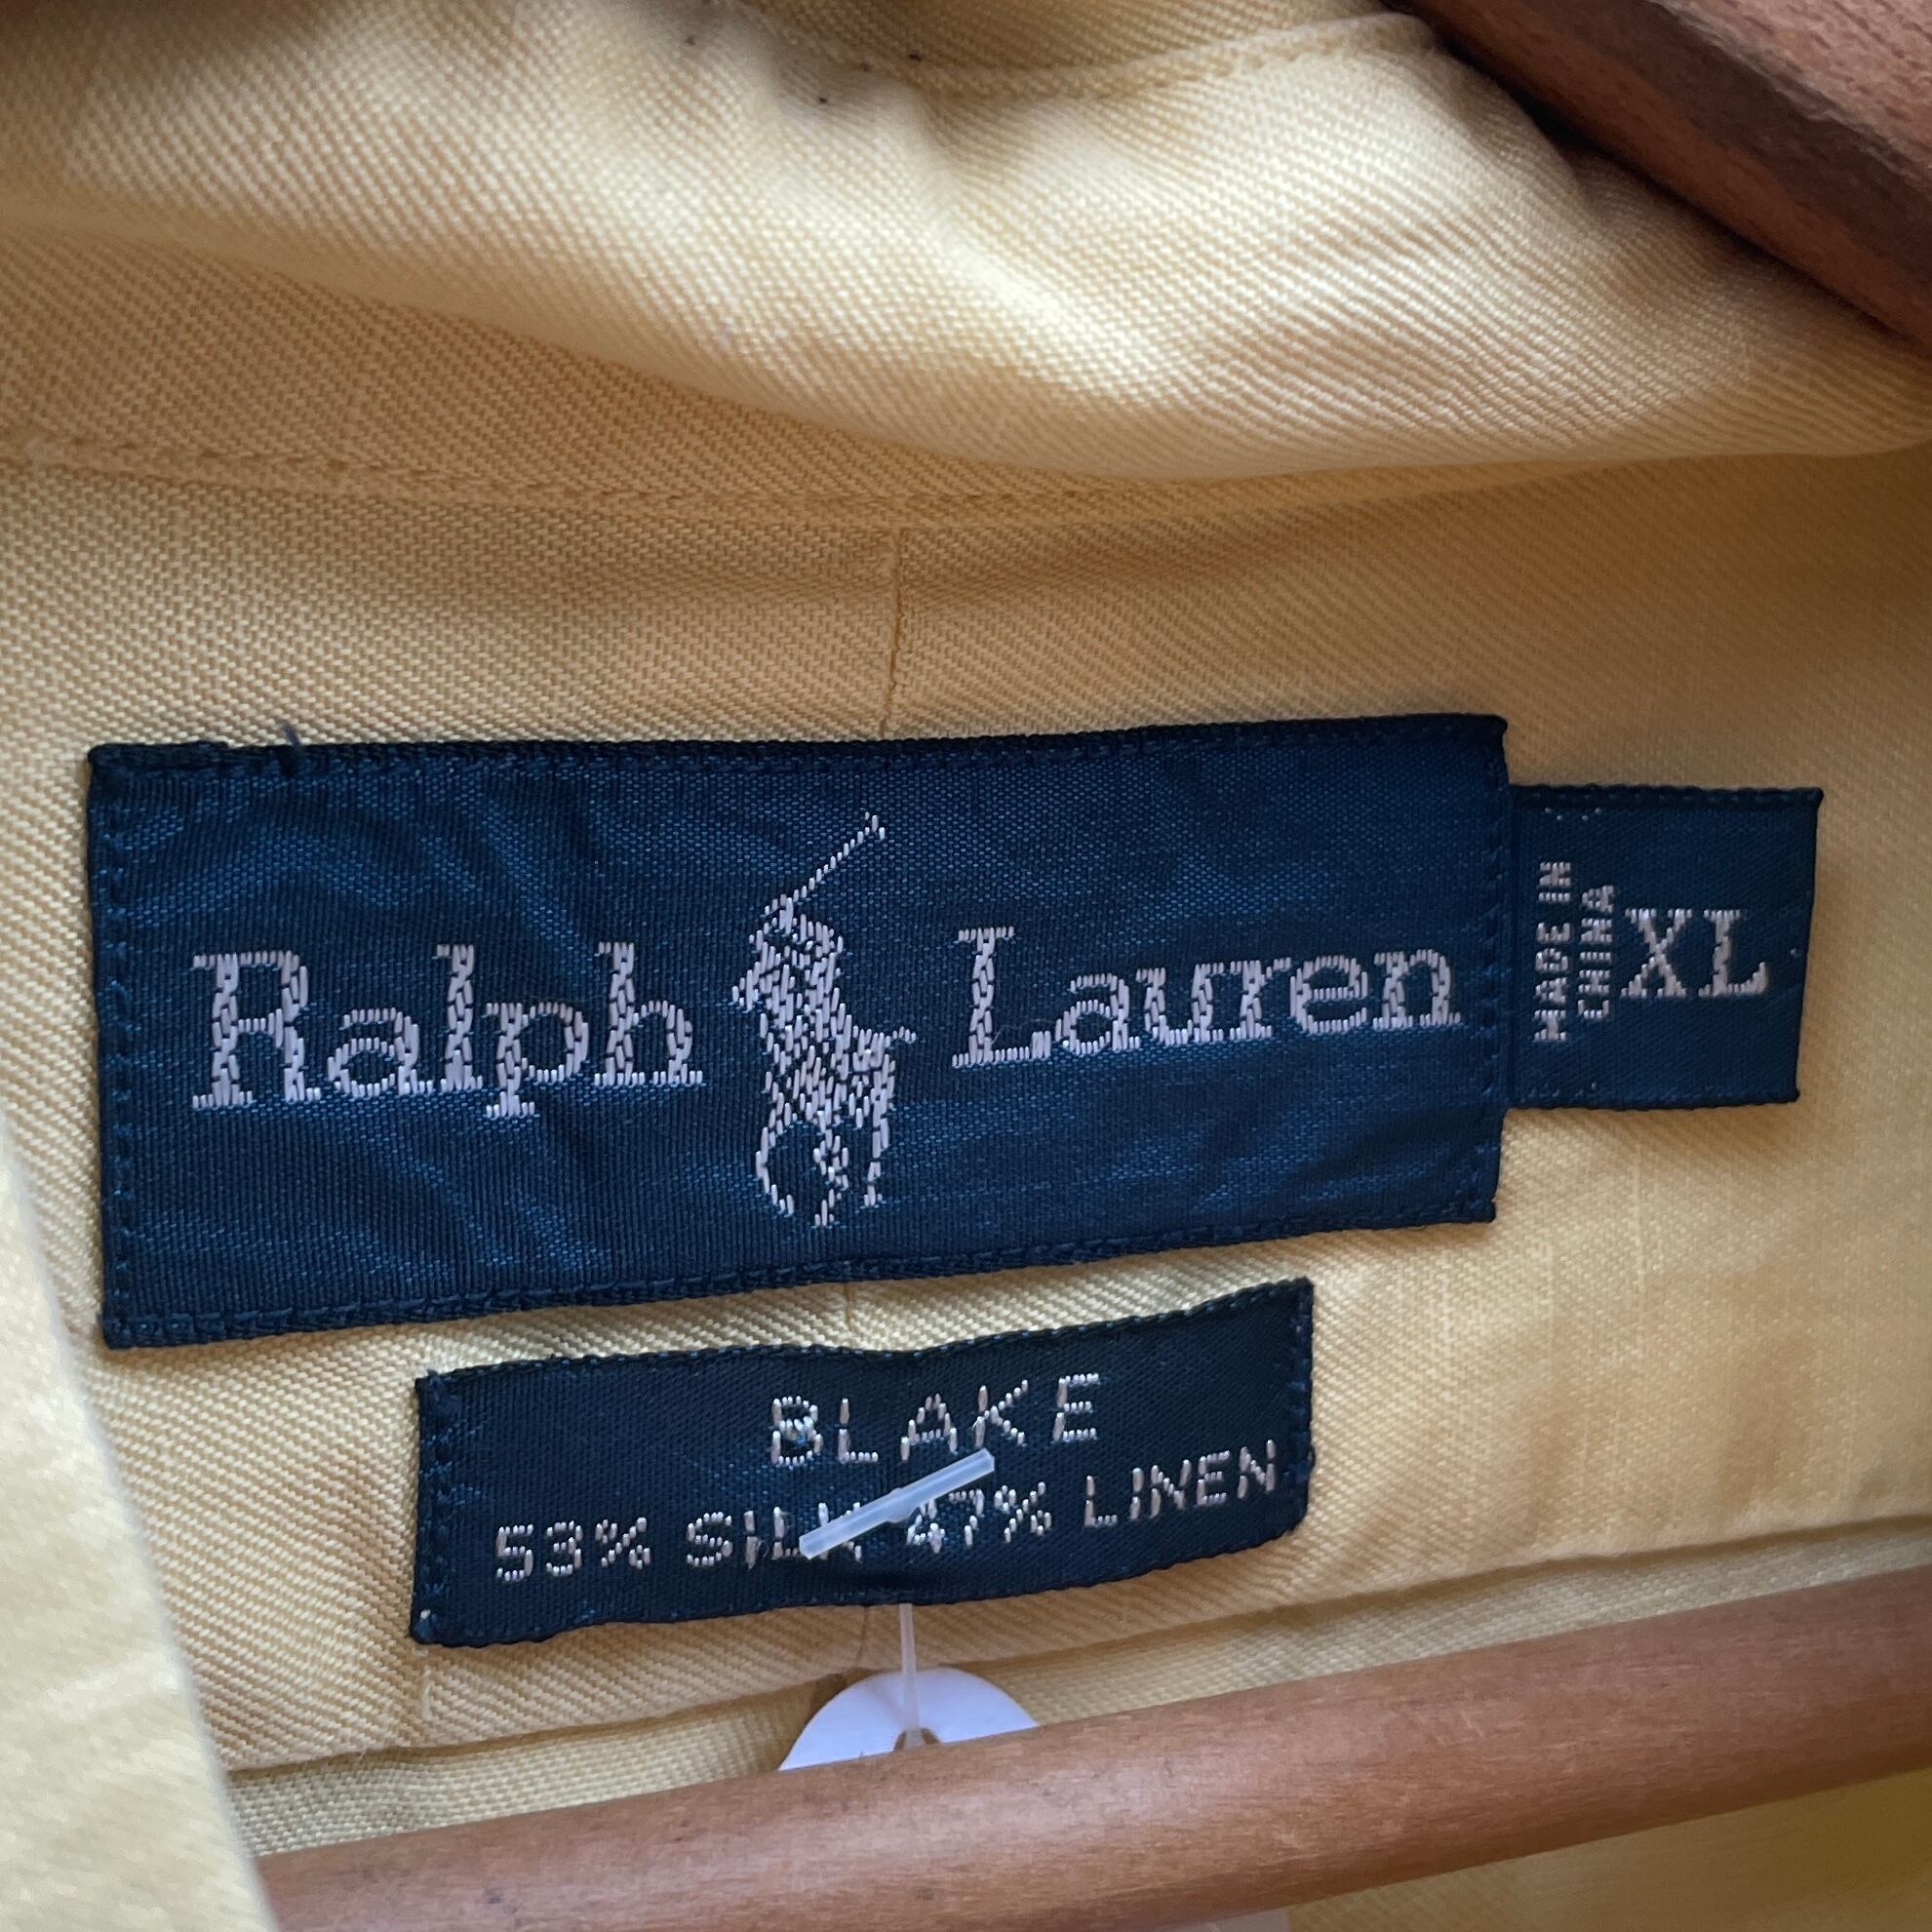 Ralph Lauren
MADE IN
CHINA
XL
BLAKE
53% SILK 47% LINEN